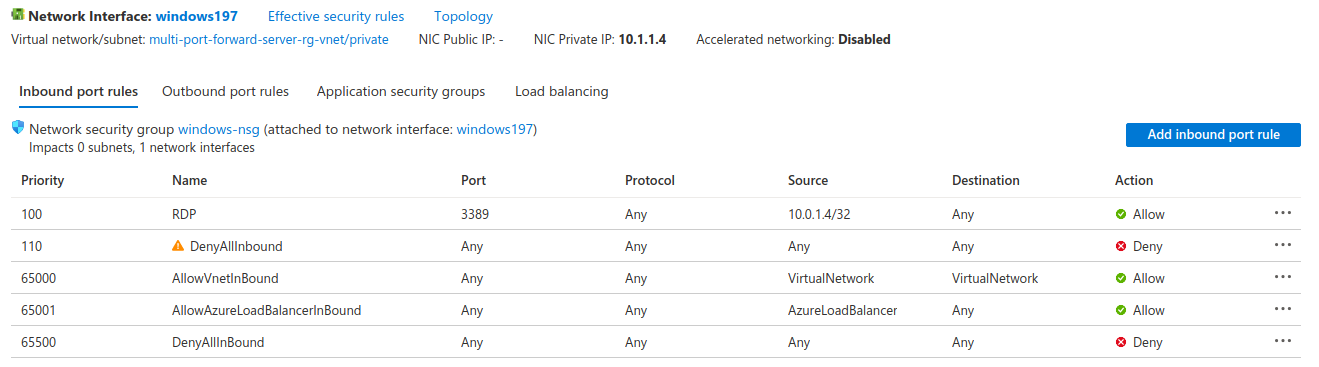 Network Interface: windows197 Effective security rules Topology
Virtual network/subnet: multi-port-forward-server-rg-vnet/private NIC Public IP: - NIC Private IP: 10.1.1.4 Accelerated networking: Disabled
Inbound port rules Outbound port rules Application security groups Load balancing
Network security group windows-nsg (attached to network interface: windows197)
Impacts 0 subnets, 1 network interfaces
Add inbound port rule
Priority Name Port Protocol Source Destination Action
100 RDP 3389 Any 10.0.1.4/32 Any Allow ...
110 DenyAllInbound Any Any Any Any Deny ...
65000 AllowVnetInBound Any Any VirtualNetwork VirtualNetwork Allow ...
65001 AllowAzureLoadBalancerInBound Any Any AzureLoadBalancer Any Allow ...
65500 DenyAllInBound Any Any Any Any Deny ...